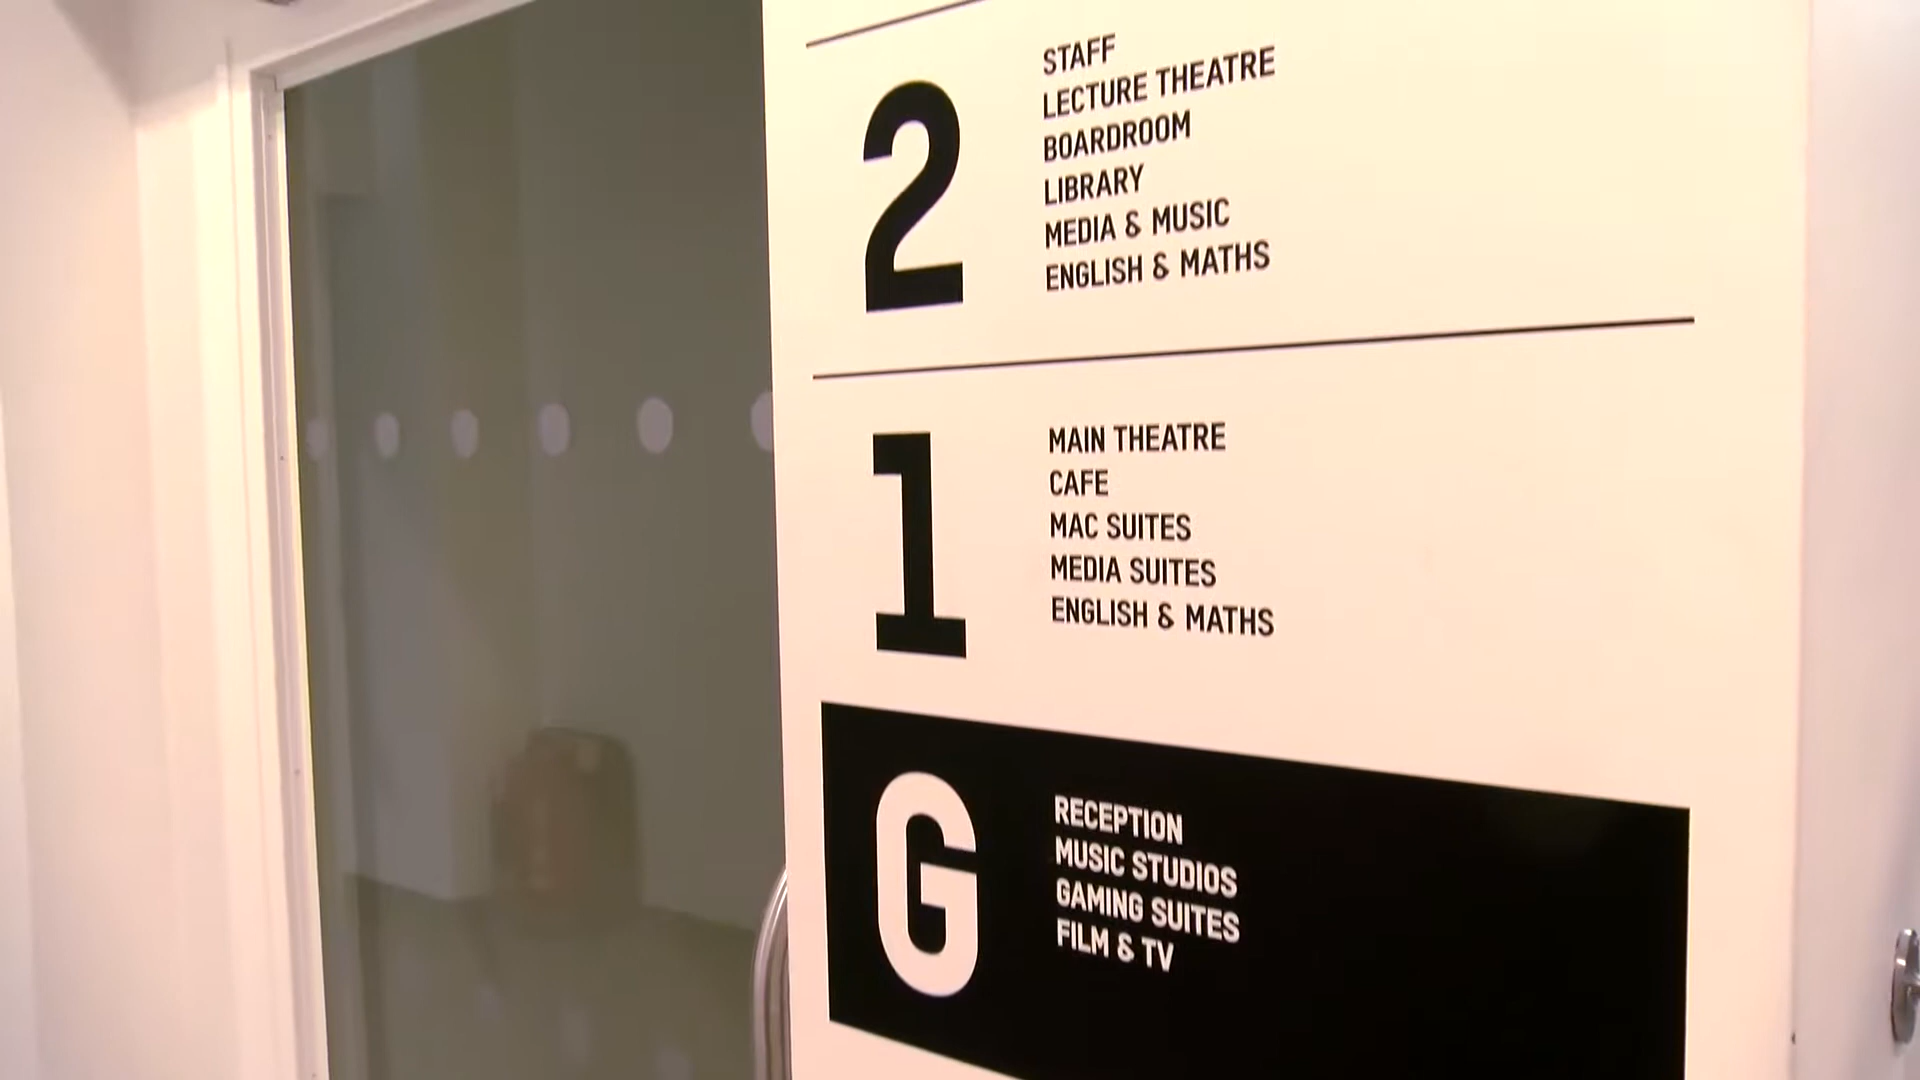 2
STAFF
LECTURE THEATRE
BOARDROOM
LIBRARY
MEDIA & MUSIC
ENGLISH & MATHS
1
MAIN THEATRE
CAFE
MAC SUITES
MEDIA SUITES
ENGLISH & MATHS
G
RECEPTION
MUSIC STUDIOS
GAMING SUITES
FILM & TV